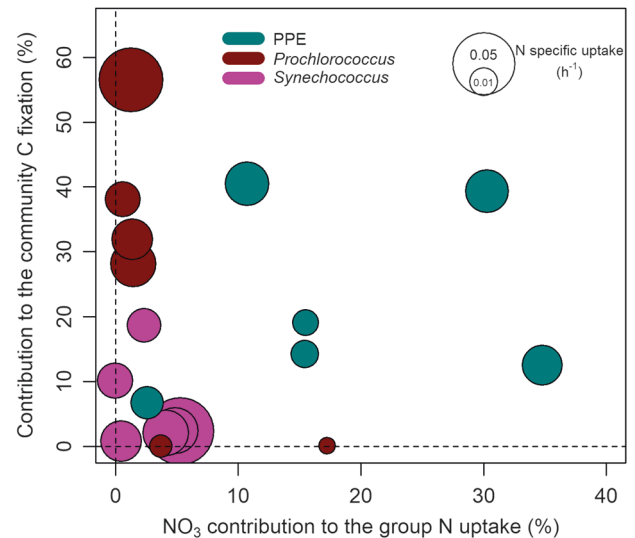 PPE
Prochlorococcus
Synechococcus
0.05
0.01
N specific uptake
(h-1)
Contribution to the community C fixation (%)
60
50
40
30
20
10
0
0 10 20 30 40
NO3 contribution to the group N uptake (%)